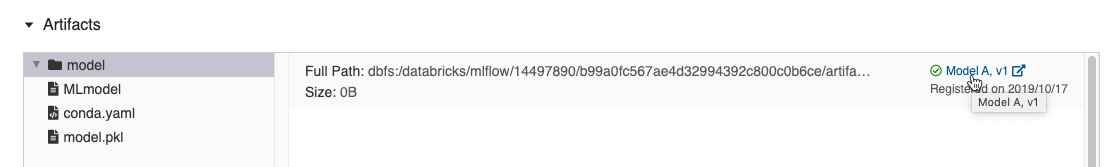 Artifacts
model
MLmodel
conda.yaml
model.pkl
Full Path: dbfs:/databricks/mlflow/14497890/b99a0fc567ae4d32994392c800c0b6ce/artifa…
Size: 0B
Model A, v1
Registered on 2019/10/17
Model A, v1